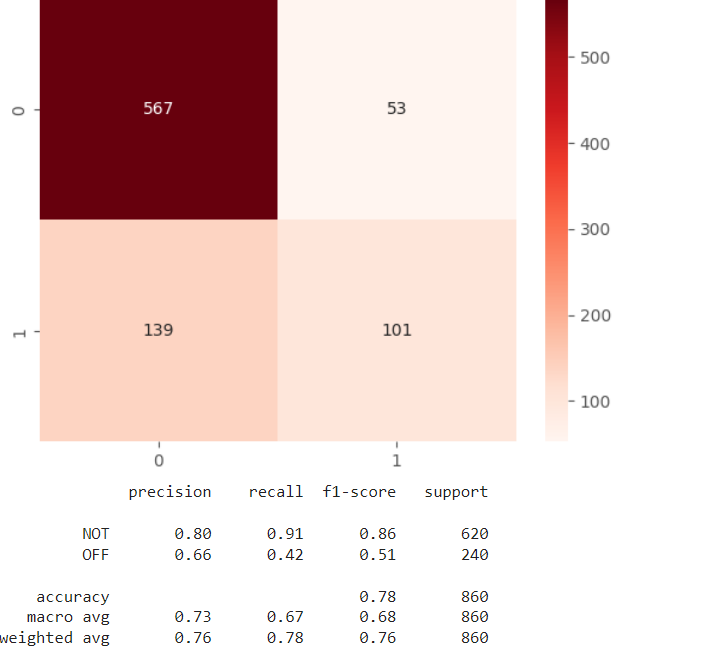 500
0 567 53
400
300
200
1 139 101
100
0 1
precision recall f1-score support
NOT 0.80 0.91 0.86 620
OFF 0.66 0.42 0.51 240
accuracy 0.78 860
macro avg 0.73 0.67 0.68 860
weighted avg 0.76 0.78 0.76 860